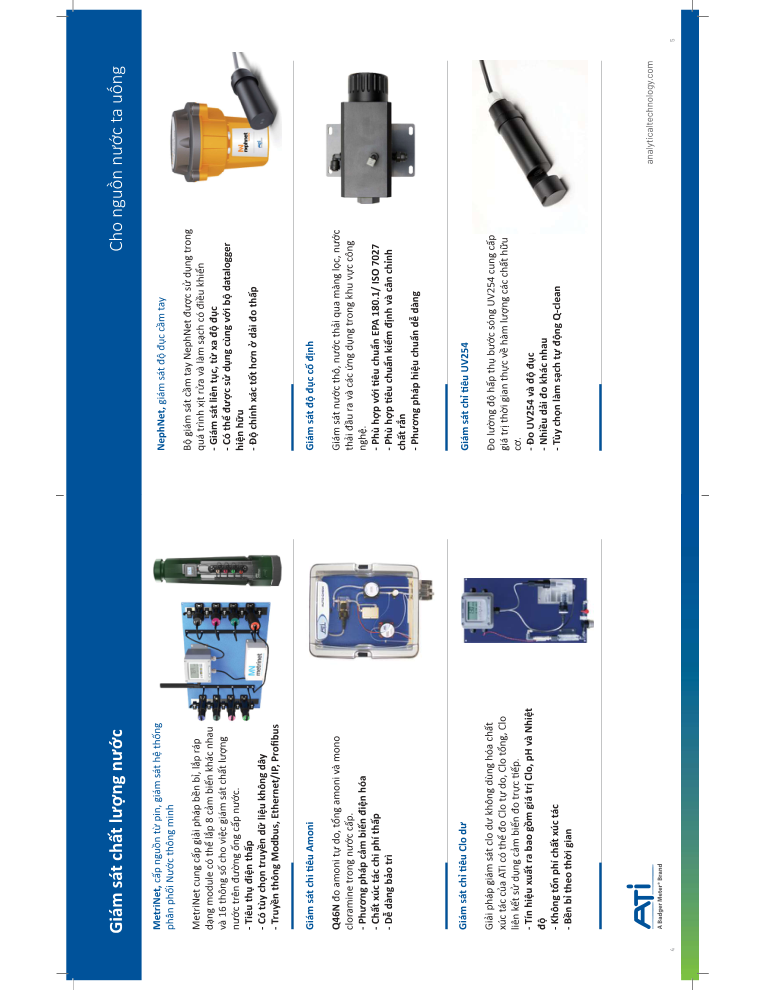 Giám sát chất lượng nước
MetriNet, cấp nguồn từ pin, giám sát hệ thống
phân phối Nước thông minh
MetriNet cung cấp giải pháp bền bỉ, lắp ráp
dạng module có thể lắp 8 cảm biến khác nhau
và 16 thông số cho việc giám sát chất lượng
nước trên đường ống cấp nước.
- Tiêu thụ điện thấp
- Có tùy chọn truyền dữ liệu không dây
- Truyền thông Modbus, Ethernet/IP, Profibus
MN
metrinet
Giám sát chỉ tiêu Amoni
Q46N đo amoni tự do, tổng amoni và mono
cloramine trong nước cấp.
- Phương pháp cảm biến điện hóa
- Chất xúc tác chi phí thấp
- Dễ dàng bảo trì
ATi
Giám sát chỉ tiêu Clo dư
Giải pháp giám sát clo dư không dùng hóa chất
xúc tác của ATi có thể đo Clo tự do, Clo tổng, Clo
liên kết sử dụng cảm biến đo trực tiếp.
- Tín hiệu xuất ra bao gồm giá trị Clo, pH và Nhiệt
độ
- Không tốn phí chất xúc tác
- Bền bỉ theo thời gian
ATi
A Badger Meter® Brand
4
Cho nguồn nước ta uống
NephNet, giám sát độ đục cầm tay
Bộ giám sát cầm tay NephNet được sử dụng trong
quá trình xịt rửa và làm sạch có điều khiển
- Giám sát liên tục, từ xa độ đục
- Có thể được sử dụng cùng với bộ datalogger
hiện hữu
- Độ chính xác tốt hơn ở dải đo thấp
nephnet
Giám sát độ đục cố định
Giám sát nước thô, nước thải qua màng lọc, nước
thải đầu ra và các ứng dụng trong khu vực công
nghệ.
- Phù hợp với tiêu chuẩn EPA 180.1/ ISO 7027
- Phù hợp tiêu chuẩn kiểm định và cân chỉnh
chất rắn
- Phương pháp hiệu chuẩn dễ dàng
Giám sát chỉ tiêu UV254
Đo lường độ hấp thụ bước sóng UV254 cung cấp
giá trị thời gian thực về hàm lượng các chất hữu
cơ.
- Đo UV254 và độ đục
- Nhiều dải đo khác nhau
- Tùy chọn làm sạch tự động Q-clean
analyticaltechnology.com
5